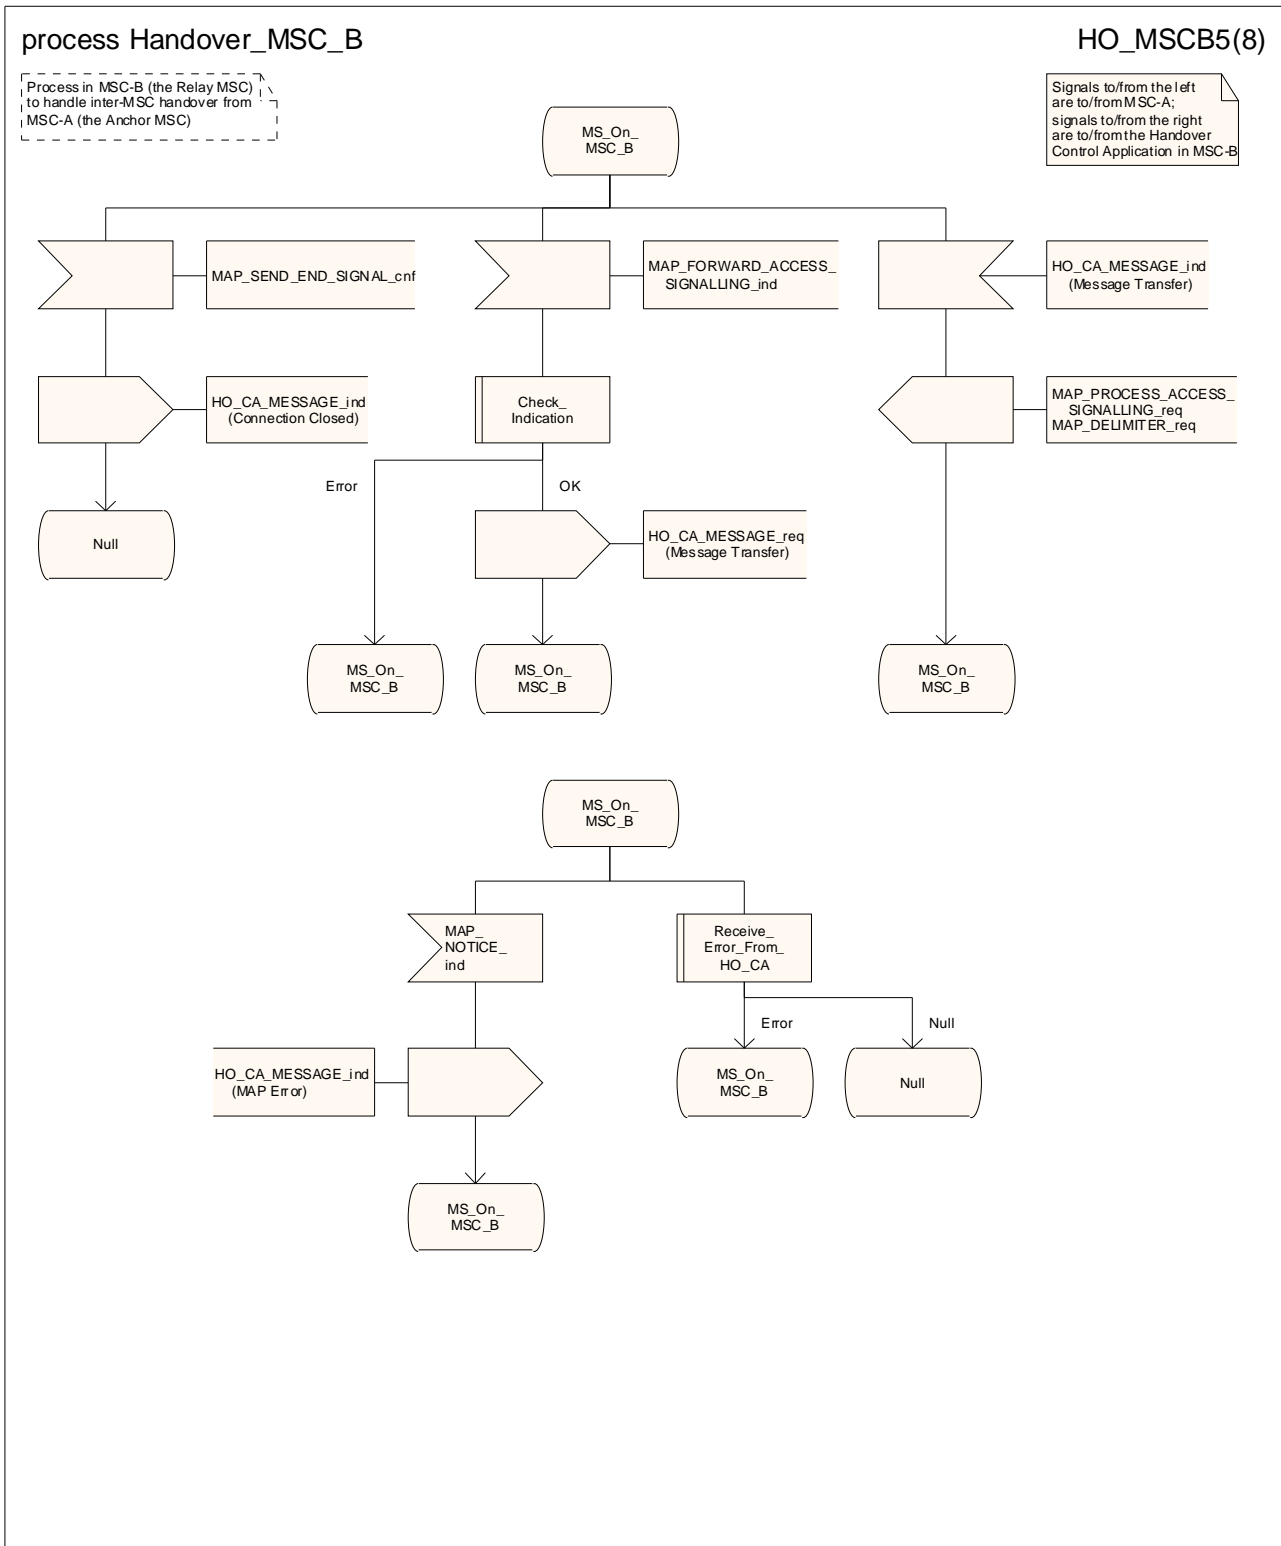 process Handover_MSC_B
HO_MSCB5(8)
Process in MSC-B (the Relay MSC)
to handle inter-MSC handover from
MSC-A (the Anchor MSC)
Signals to/from the left
are to/from MSC-A;
signals to/from the right
are to/from the Handover
Control Application in MSC-B
MS_On_
MSC_B
MAP_SEND_END_SIGNAL_cnf
MAP_FORWARD_ACCESS_
SIGNALLING_ind
HO_CA_MESSAGE_ind
(Message Transfer)
HO_CA_MESSAGE_ind
(Connection Closed)
Check_
Indication
MAP_PROCESS_ACCESS_
SIGNALLING_req
MAP_DELIMITER_req
Error
OK
Null
HO_CA_MESSAGE_req
(Message Transfer)
MS_On_
MSC_B
MS_On_
MSC_B
MS_On_
MSC_B
MS_On_
MSC_B
MAP_
NOTICE_
ind
Receive_
Error_From_
HO_CA
Error
Null
HO_CA_MESSAGE_ind
(MAP Error)
MS_On_
MSC_B
Null
MS_On_
MSC_B